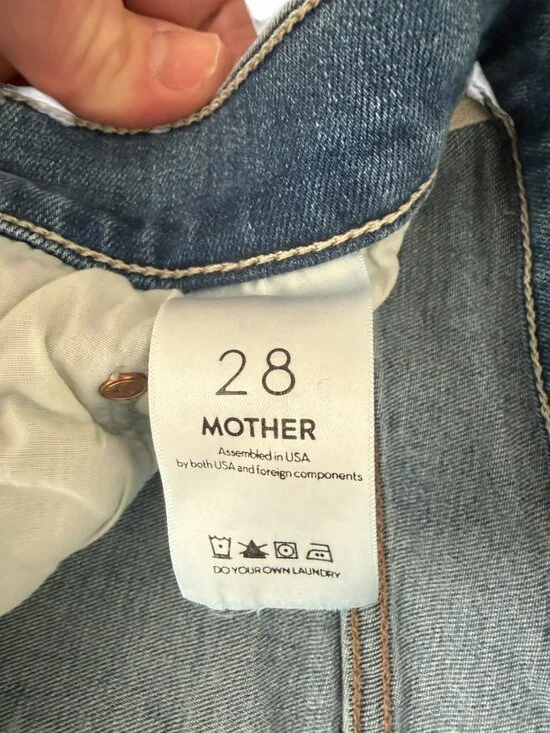 28
MOTHER
Assembled in USA
by both USA and foreign components
DO YOUR OWN LAUNDRY